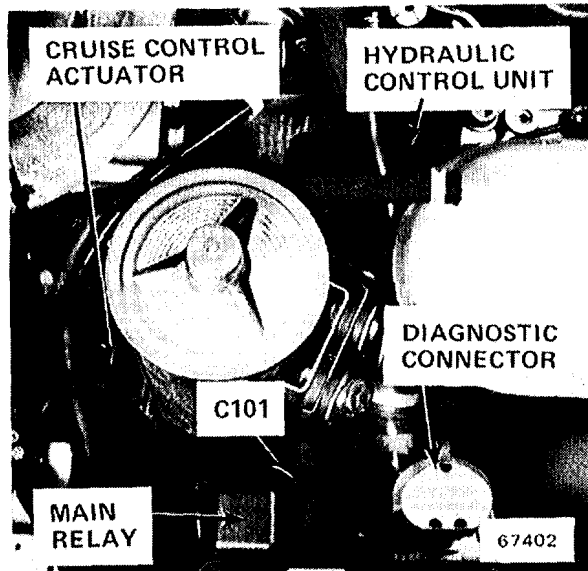 CRUISE CONTROL
ACTUATOR
HYDRAULIC
CONTROL UNIT
DIAGNOSTIC
CONNECTOR
C101
MAIN
RELAY
67402